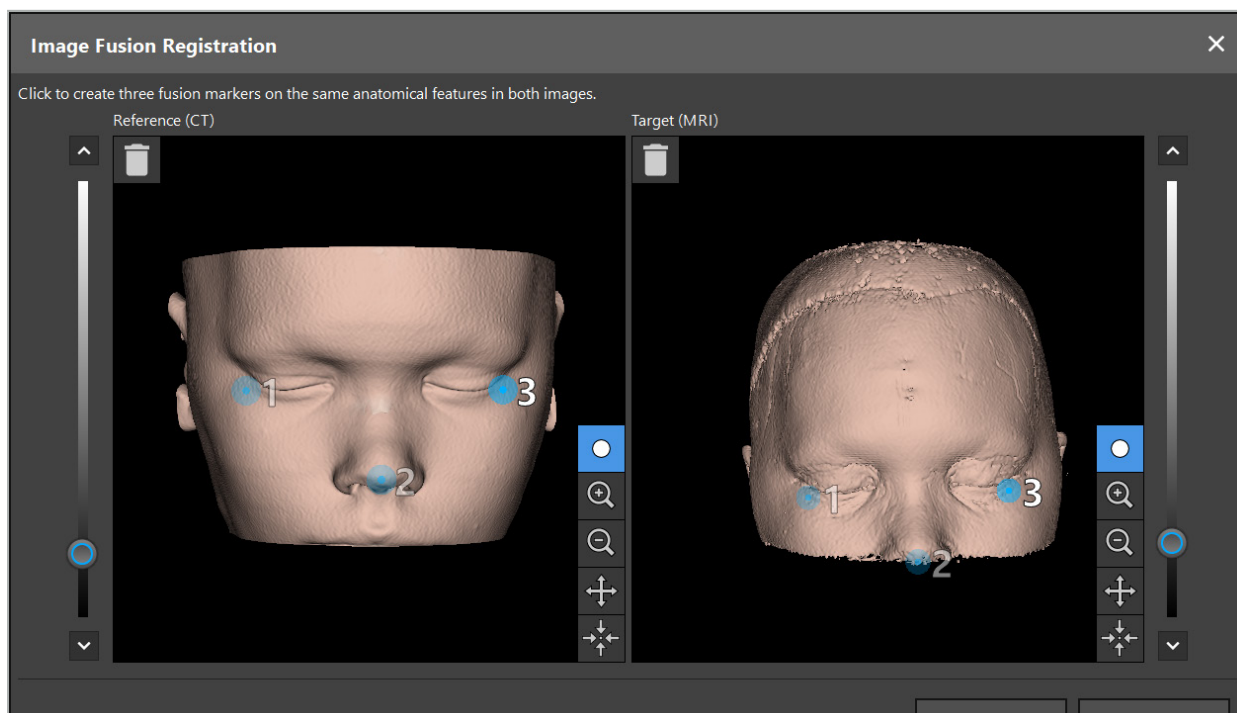 Image Fusion Registration
Click to create three fusion markers on the same anatomical features in both images.
Reference (CT)
Target (MRI)
1
3
2
1
3
2